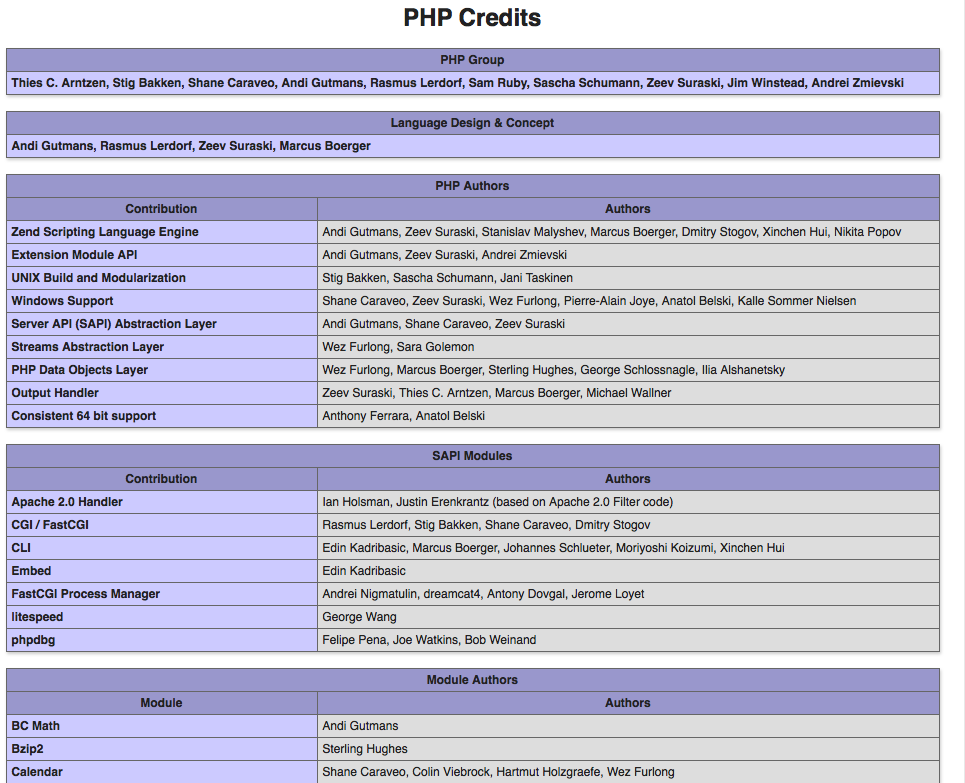 PHP Credits
PHP Group
Thies C. Arntzen, Stig Bakken, Shane Caraveo, Andi Gutmans, Rasmus Lerdorf, Sam Ruby, Sascha Schumann, Zeev Suraski, Jim Winstead, Andrei Zmievski
Language Design & Concept
Andi Gutmans, Rasmus Lerdorf, Zeev Suraski, Marcus Boerger
PHP Authors
Contribution Authors
Zend Scripting Language Engine Andi Gutmans, Zeev Suraski, Stanislav Malyshev, Marcus Boerger, Dmitry Stogov, Xinchen Hui, Nikita Popov
Extension Module API Andi Gutmans, Zeev Suraski, Andrei Zmievski
UNIX Build and Modularization Stig Bakken, Sascha Schumann, Jani Taskinen
Windows Support Shane Caraveo, Zeev Suraski, Wez Furlong, Pierre-Alain Joye, Anatol Belski, Kalle Sommer Nielsen
Server API (SAPI) Abstraction Layer Andi Gutmans, Shane Caraveo, Zeev Suraski
Streams Abstraction Layer Wez Furlong, Sara Golemon
PHP Data Objects Layer Wez Furlong, Marcus Boerger, Sterling Hughes, George Schlossnagle, Ilia Alshanetsky
Output Handler Zeev Suraski, Thies C. Arntzen, Marcus Boerger, Michael Wallner
Consistent 64 bit support Anthony Ferrara, Anatol Belski
SAPI Modules
Contribution Authors
Apache 2.0 Handler Ian Holsman, Justin Erenkrantz (based on Apache 2.0 Filter code)
CGI / FastCGI Rasmus Lerdorf, Stig Bakken, Shane Caraveo, Dmitry Stogov
CLI Edin Kadribasic, Marcus Boerger, Johannes Schlueter, Moriyoshi Koizumi, Xinchen Hui
Embed Edin Kadribasic
FastCGI Process Manager Andrei Nigmatulin, dreamcat4, Antony Dovgal, Jerome Loyet
litespeed George Wang
phpdbg Felipe Pena, Joe Watkins, Bob Weinand
Module Authors
Module Authors
BC Math Andi Gutmans
Bzip2 Sterling Hughes
Calendar Shane Caraveo, Colin Viebrock, Hartmut Holzgraefe, Wez Furlong